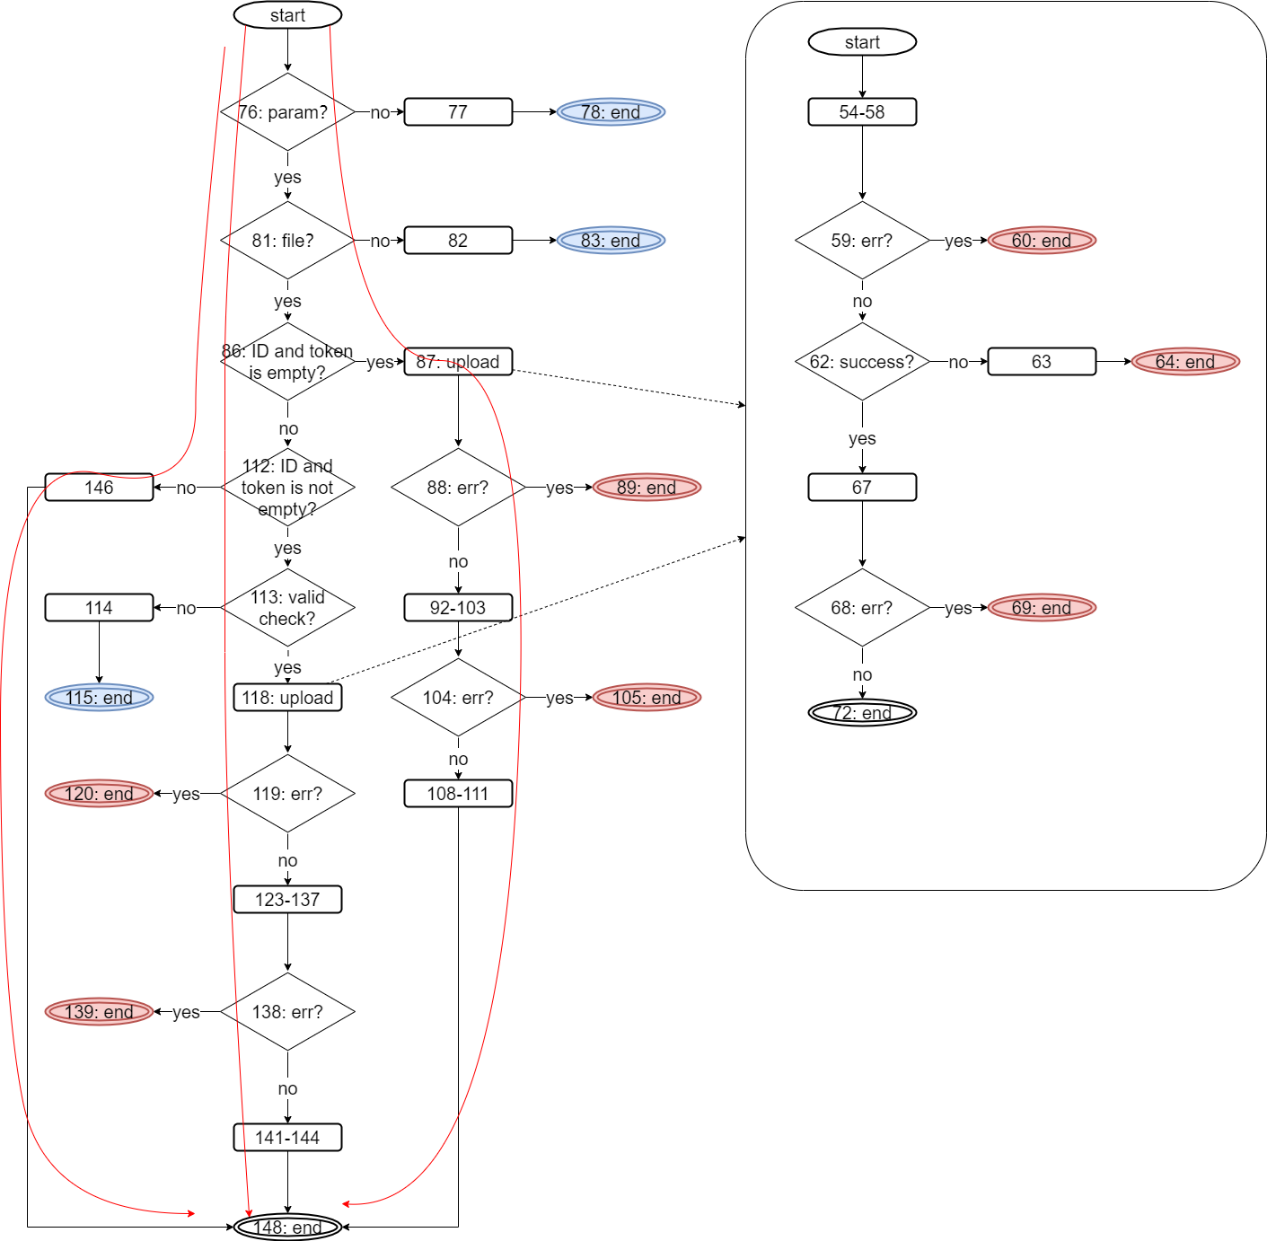 start
start
76: param?
no
77
78: end
54-58
yes
81: file?
no
82
83: end
59: err?
yes
60: end
yes
no
86: ID and token
is empty?
yes
87: upload
62: success?
no
63
64: end
no
yes
146
no
112: ID and
token is not
empty?
88: err?
yes
89: end
67
yes
no
114
no
113: valid
check?
92-103
68: err?
yes
69: end
yes
no
115: end
118: upload
104: err?
yes
105: end
72: end
no
120: end
yes
119: err?
108-111
no
123-137
139: end
yes
138: err?
no
141-144
148: end